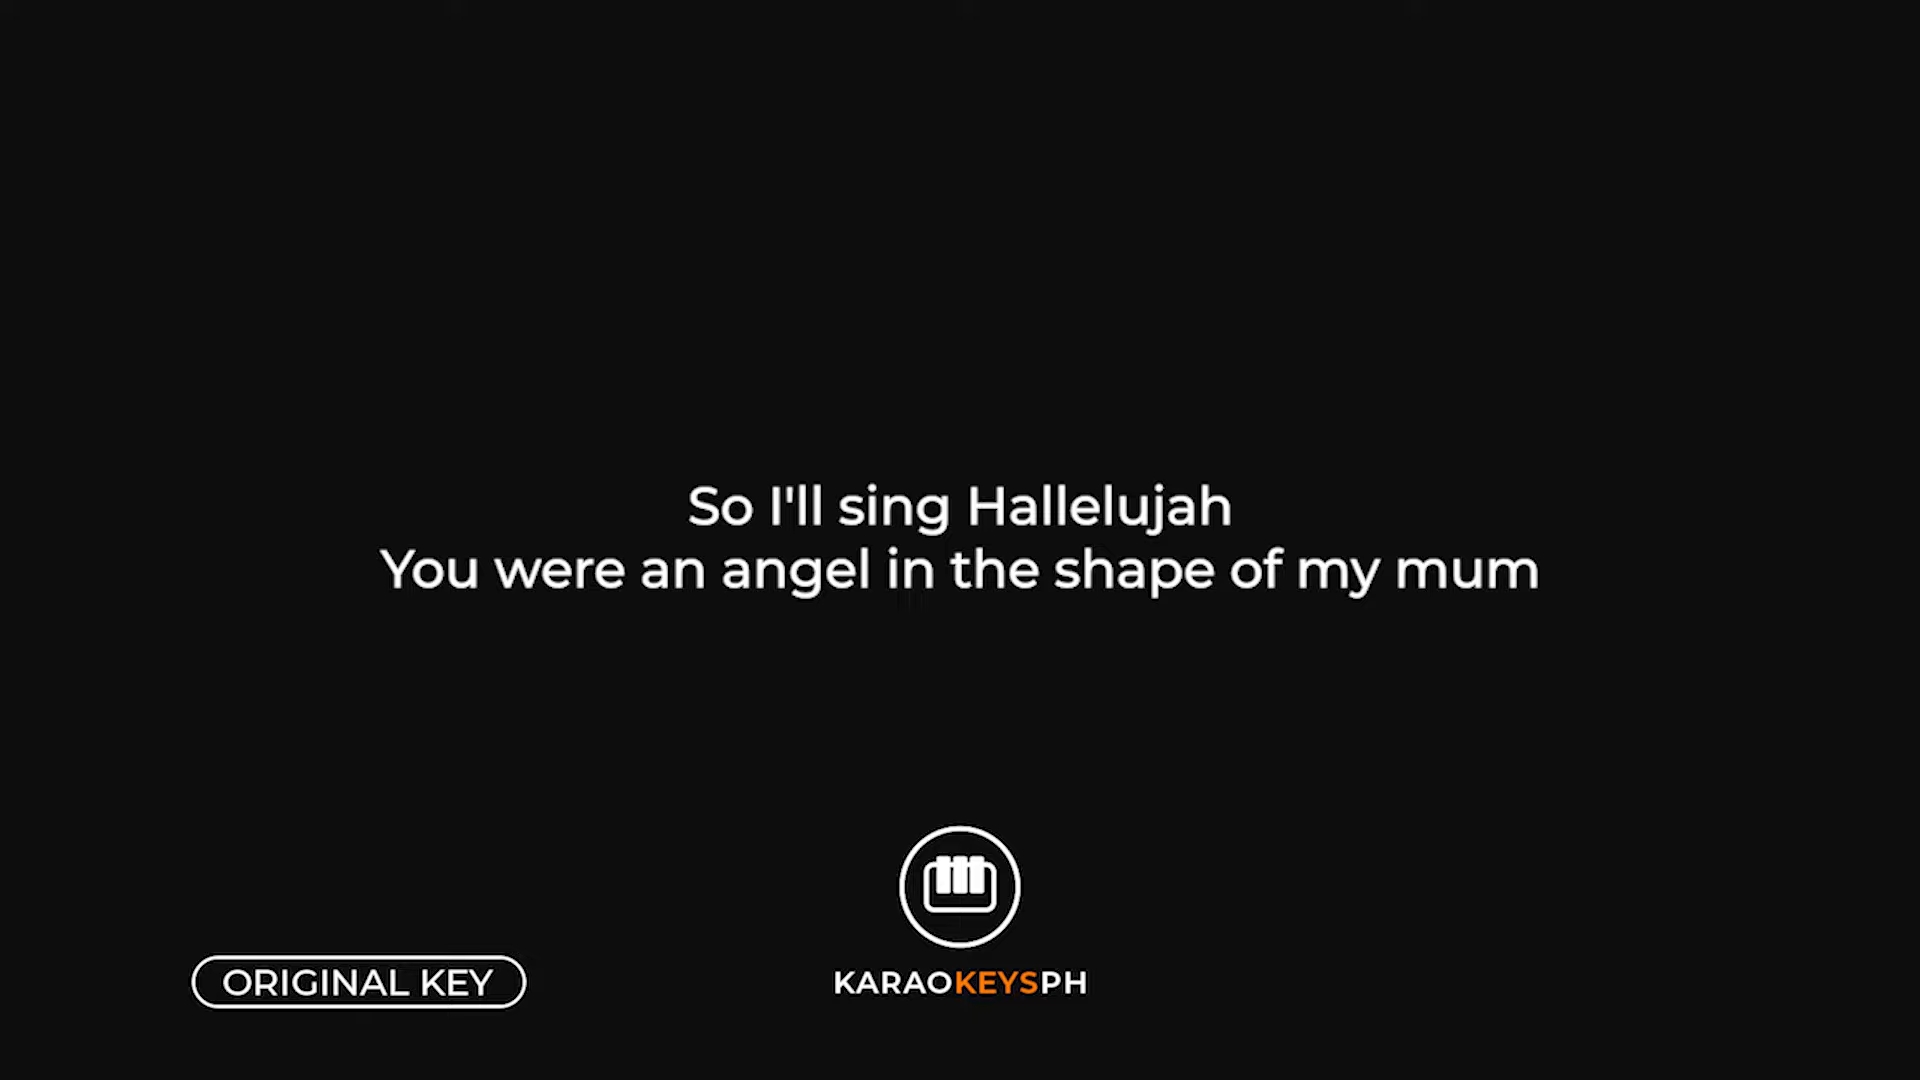 So I'll sing Hallelujah
You were an angel in the shape of my mum
ORIGINAL KEY
KARAOKEYSPH